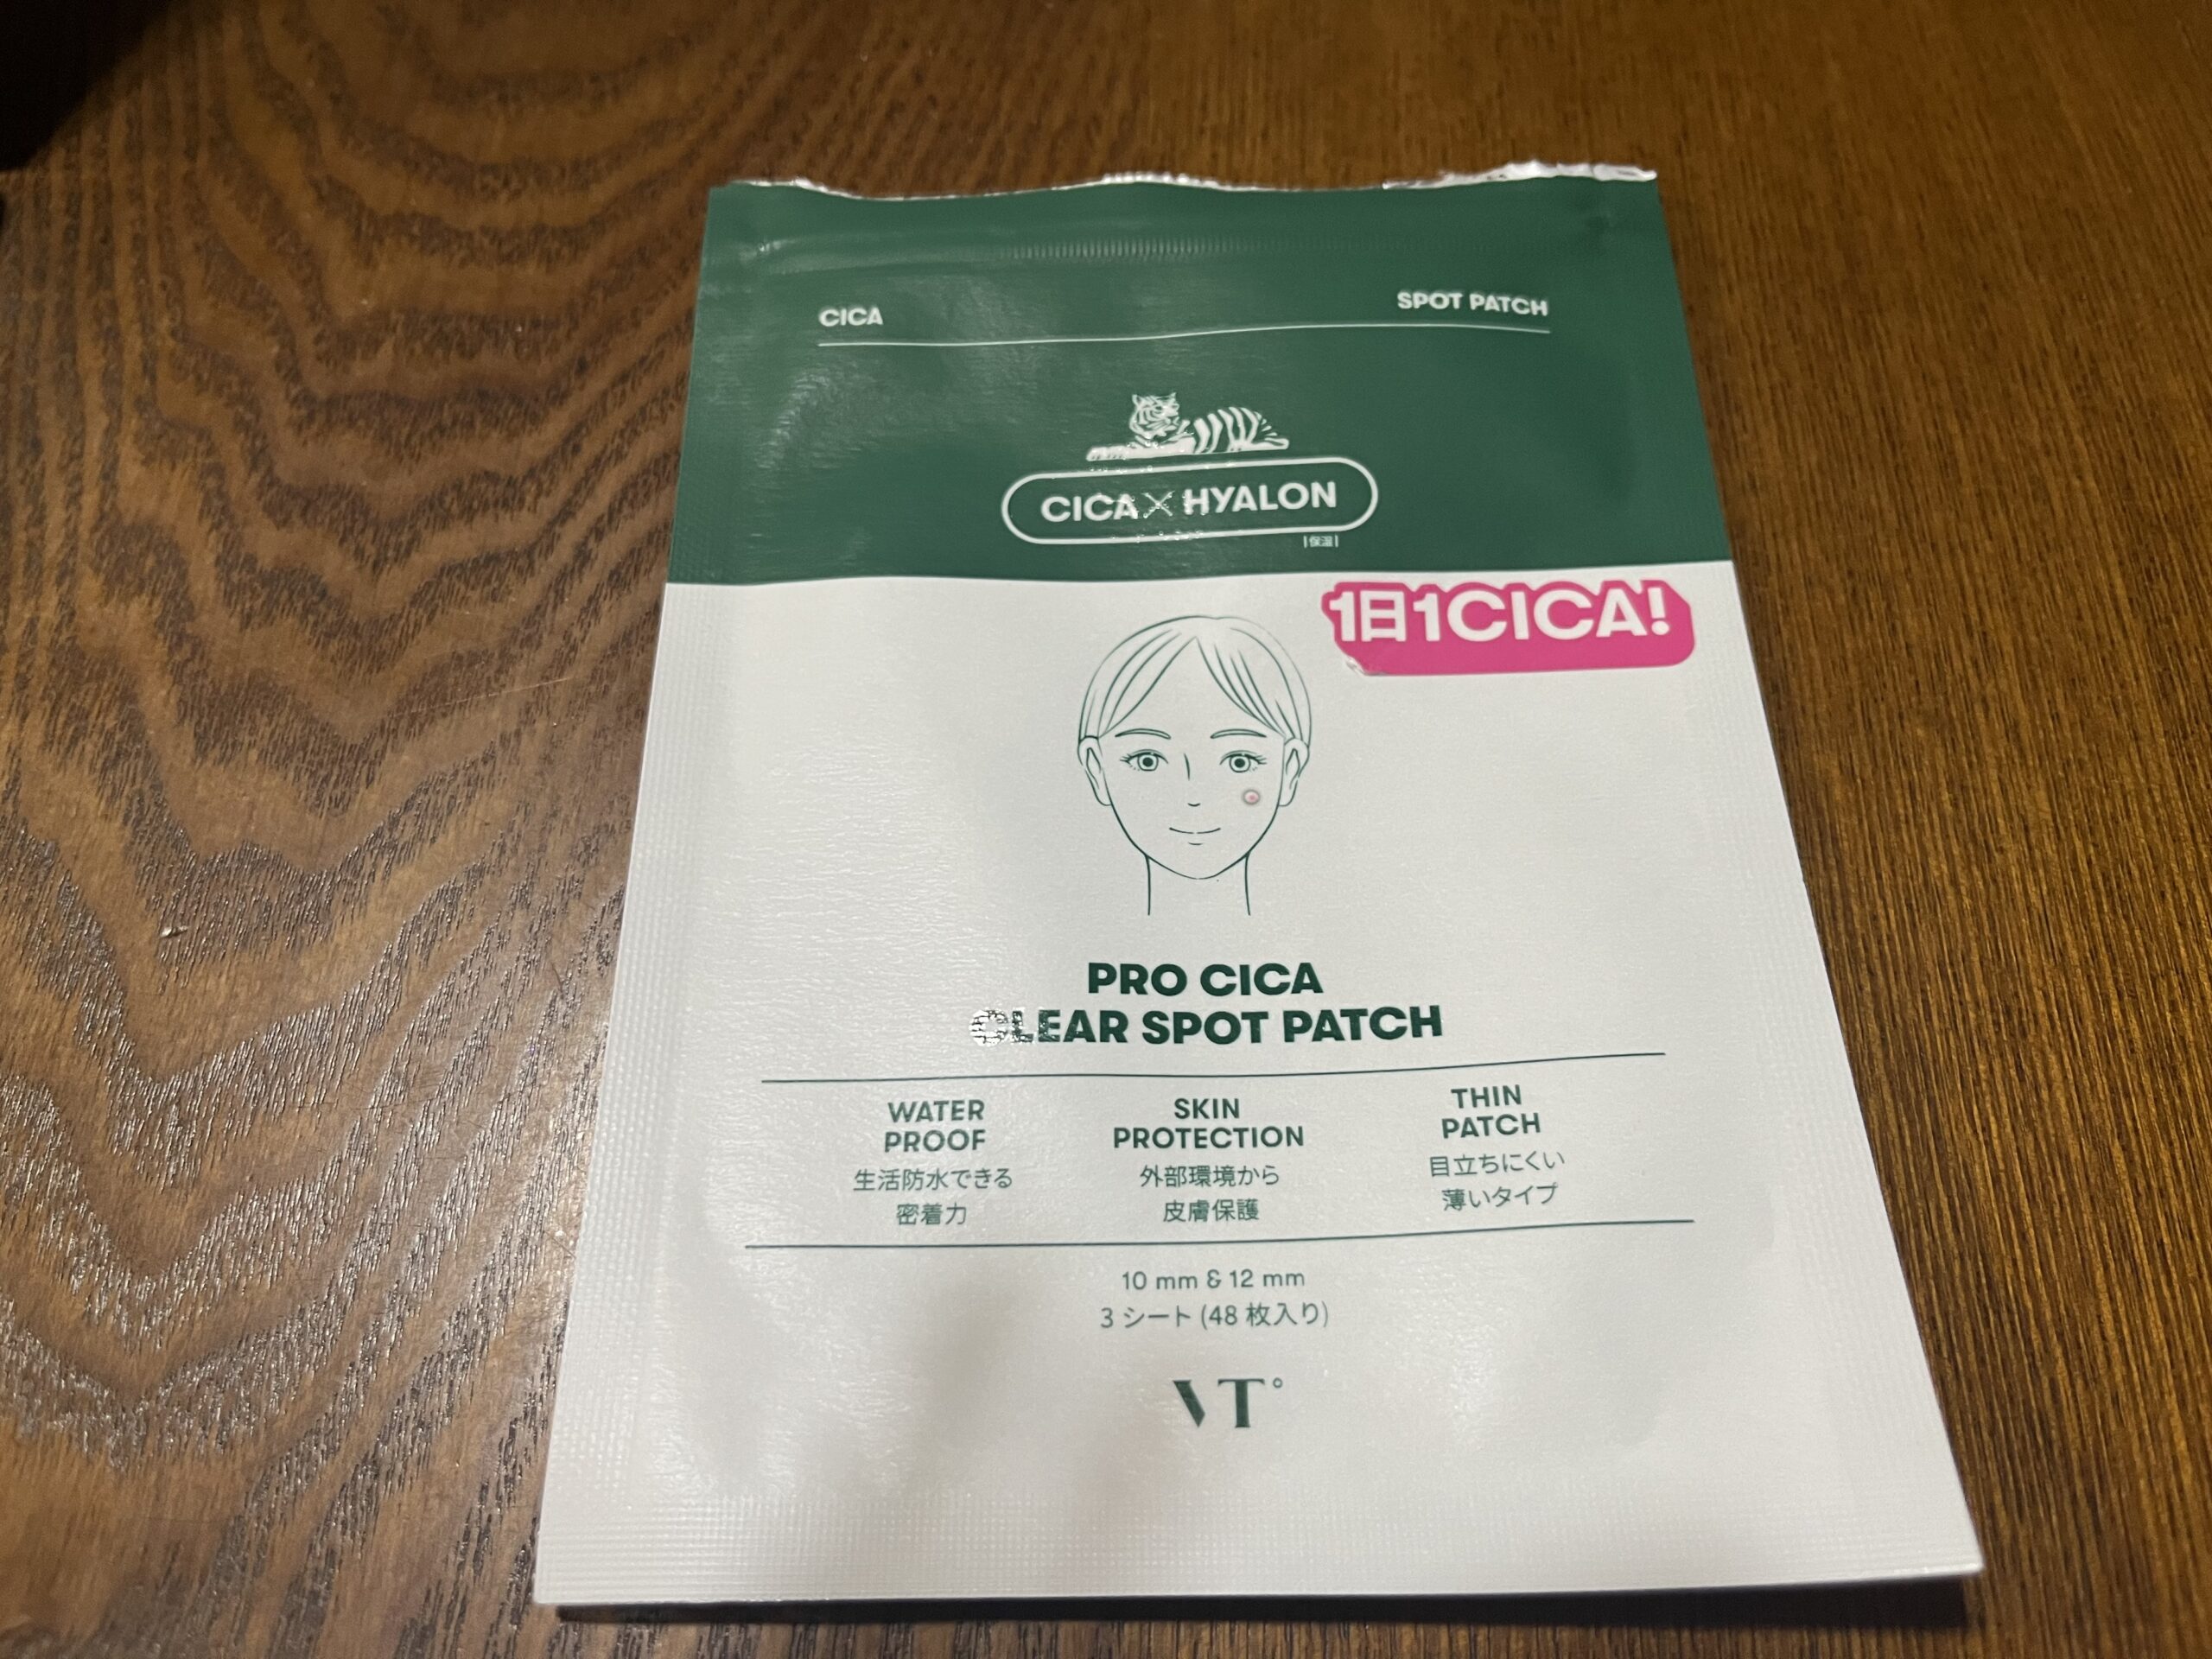 CICA
SPOT PATCH
CICA×HYALON
[保湿]
1日1CICA!
PRO CICA
CLEAR SPOT PATCH
WATER
PROOF
生活防水できる
密着力
SKIN
PROTECTION
外部環境から
皮膚保護
THIN
PATCH
目立ちにくい
薄いタイプ
10 mm & 12 mm
3 シート (48 枚入り)
VT°